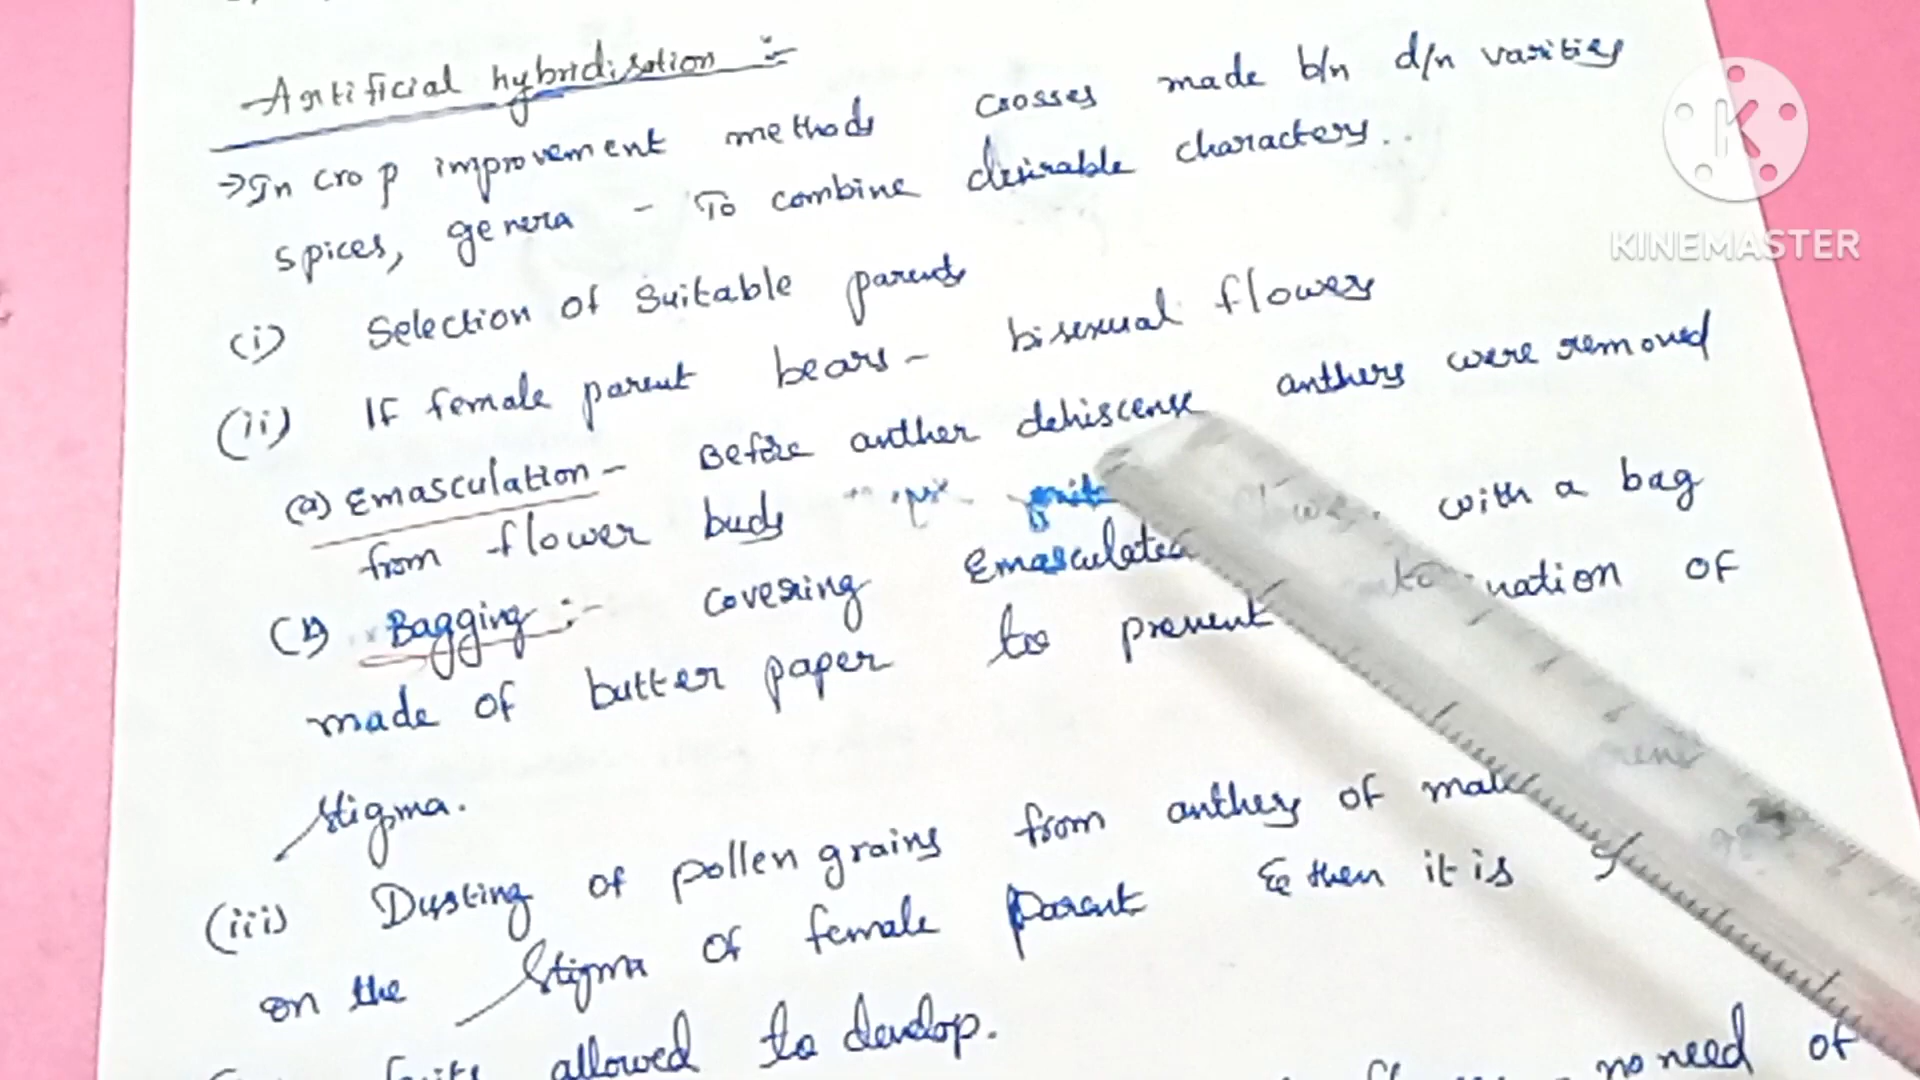 Artificial hybridisation :-
→ In crop improvement methods crosses made b/n d/n varities
spices, genera - To combine desirable characters..
(i) Selection of Suitable parents
(ii) If female parent bears - bisexual flowers
(a) Emasculation - Before anther dehiscense anthers were removed
from flower buds
(b) Bagging :- covering Emasculated with a bag
made of butter paper to prevent nation of
stigma.
(iii) Dusting of pollen grains from anthers of male
on the stigma of female parent & then it is
allowed to develop.
no need of
KINEMASTER